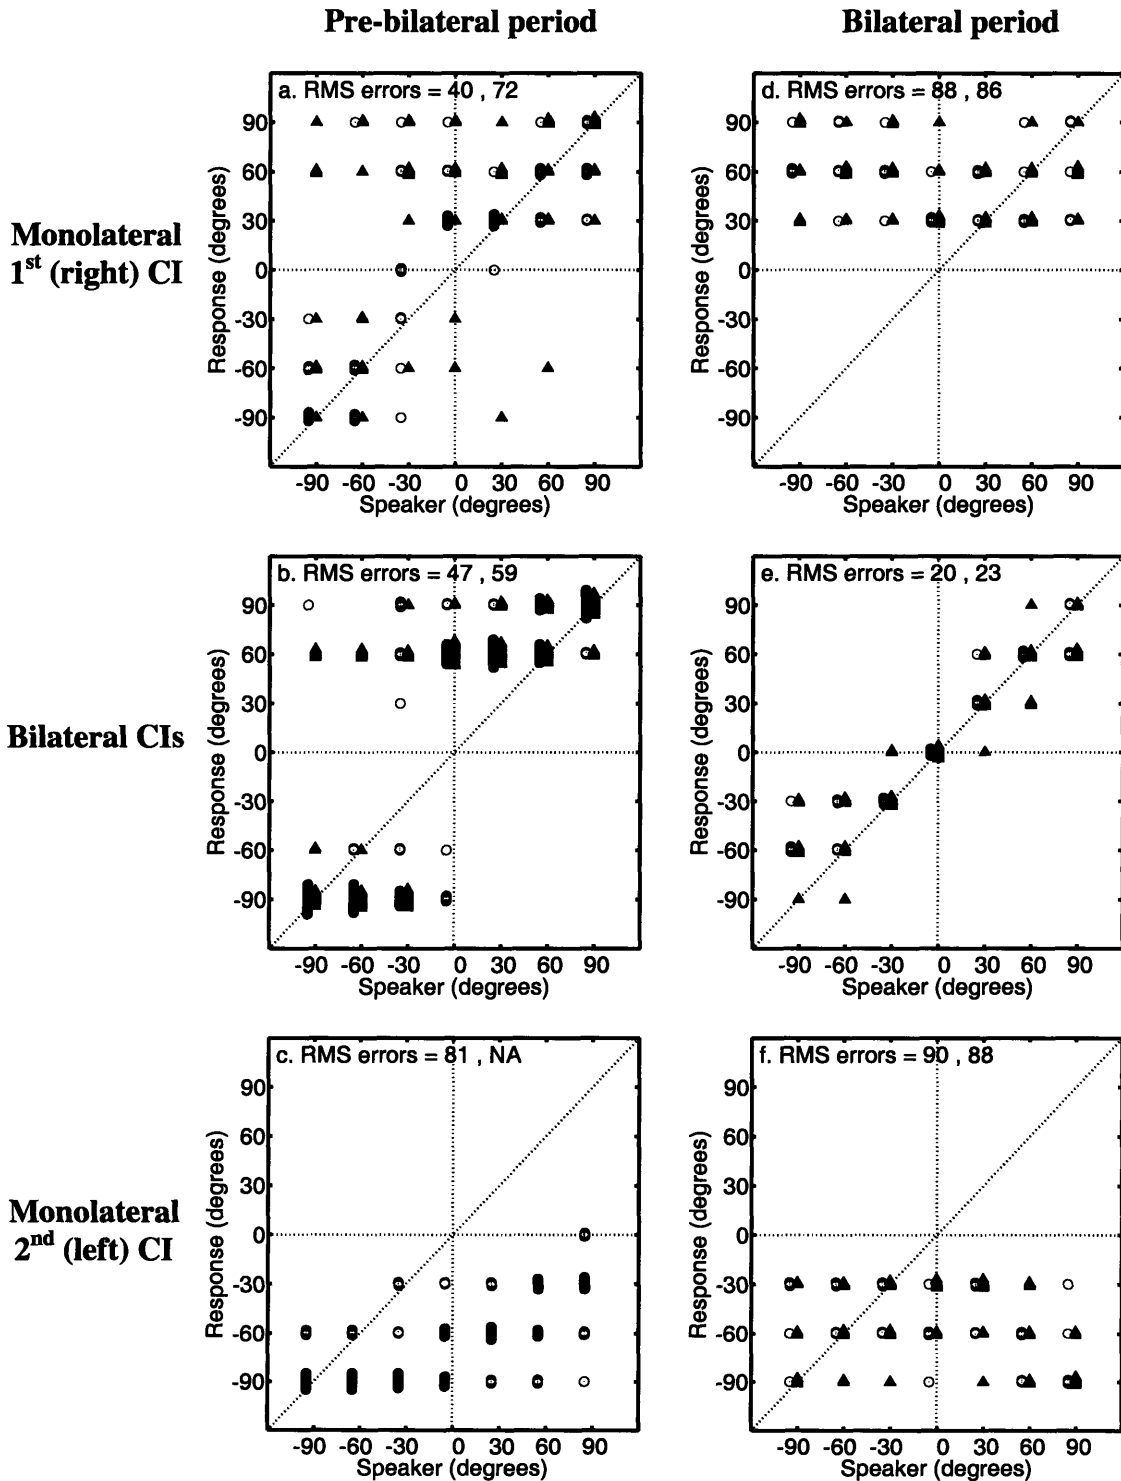 Pre-bilateral period
Bilateral period
Monolateral
1st (right) CI
a. RMS errors = 40 , 72
Response (degrees)
90
60
30
0
-30
-60
-90
-90 -60 -30 0 30 60 90
Speaker (degrees)
d. RMS errors = 88 , 86
Response (degrees)
90
60
30
0
-30
-60
-90
-90 -60 -30 0 30 60 90
Speaker (degrees)
Bilateral CIs
b. RMS errors = 47 , 59
Response (degrees)
90
60
30
0
-30
-60
-90
-90 -60 -30 0 30 60 90
Speaker (degrees)
e. RMS errors = 20 , 23
Response (degrees)
90
60
30
0
-30
-60
-90
-90 -60 -30 0 30 60 90
Speaker (degrees)
Monolateral
2nd (left) CI
c. RMS errors = 81 , NA
Response (degrees)
90
60
30
0
-30
-60
-90
-90 -60 -30 0 30 60 90
Speaker (degrees)
f. RMS errors = 90 , 88
Response (degrees)
90
60
30
0
-30
-60
-90
-90 -60 -30 0 30 60 90
Speaker (degrees)